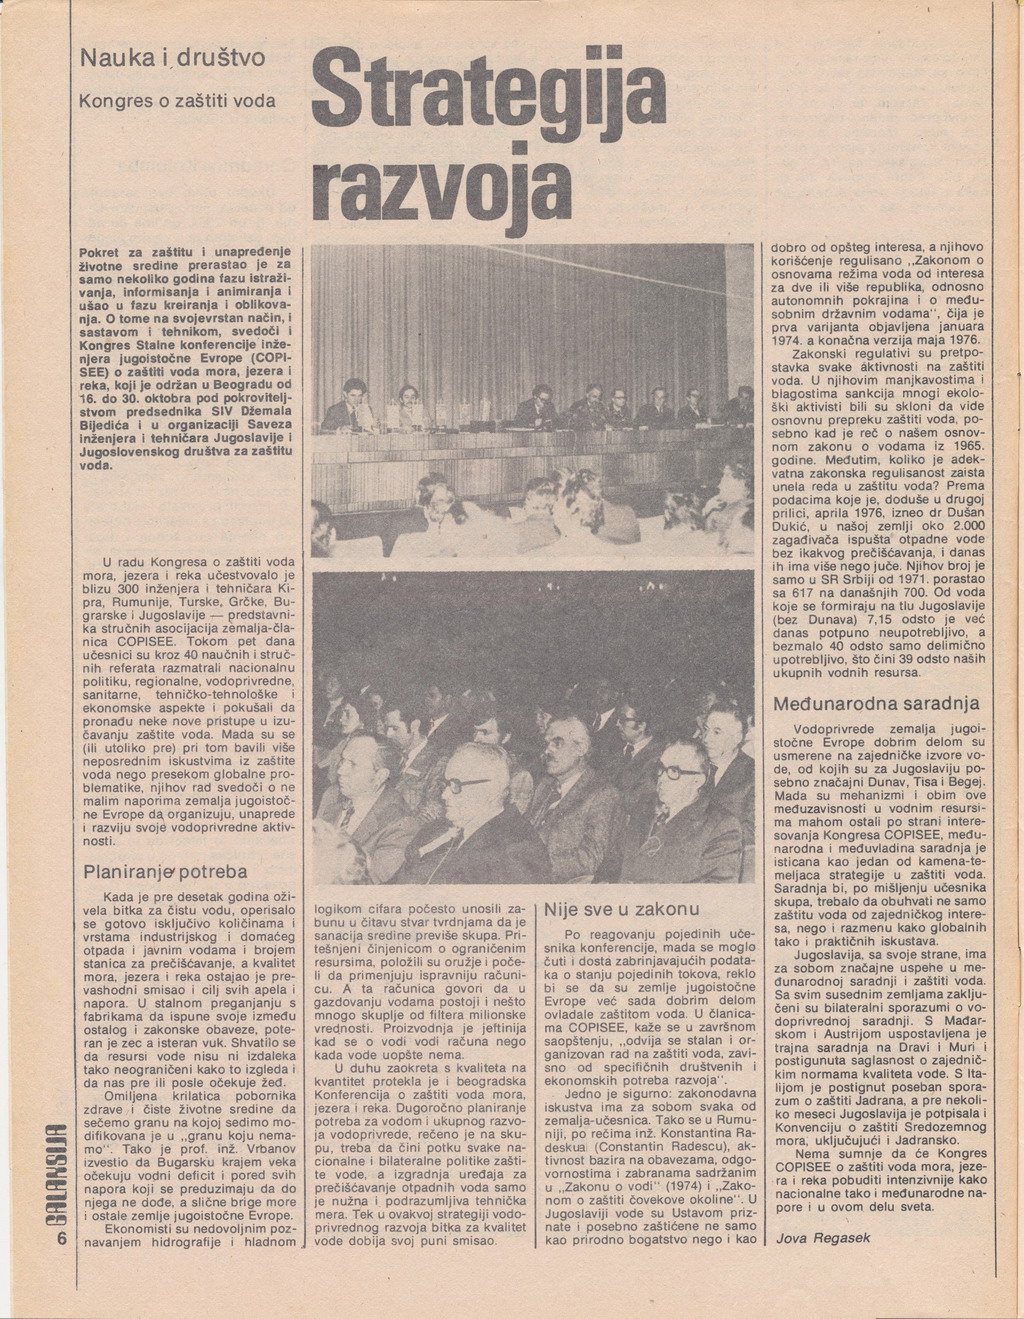 Nauka i društvo
Kongres o zaštiti voda
Strategija
razvoja
Pokret za zaštitu i unapređenje
životne sredine prerastao je za
samo nekoliko godina fazu istraži-
vanja, informisanja i animiranja i
ušao u fazu kreiranja i oblikova-
nja. O tome na svojevrstan način, i
sastavom i tehnikom, svedoči i
Kongres Stalne konferencije inže-
njera jugoistočne Evrope (COPI-
SEE) o zaštiti voda mora, jezera i
reka, koji je održan u Beogradu od
16. do 30. oktobra pod pokrovitelj-
stvom predsednika SIV Džemala
Bijedića i u organizaciji Saveza
inženjera i tehničara Jugoslavije i
Jugoslovenskog društva za zaštitu
voda.
U radu Kongresa o zaštiti voda
mora, jezera i reka učestvovalo je
blizu 300 inženjera i tehničara Ki-
pra, Rumunije, Turske, Grčke, Bu-
grarske i Jugoslavije — predstavni-
ka stručnih asocijacija zemalja-čla-
nica COPISEE. Tokom pet dana
učesnici su kroz 40 naučnih i struč-
nih referata razmatrali nacionalnu
politiku, regionalne, vodoprivredne,
sanitarne, tehničko-tehnološke i
ekonomske aspekte i pokušali da
pronađu neke nove pristupe u izu-
čavanju zaštite voda. Mada su se
(ili utoliko pre) pri tom bavili više
neposrednim iskustvima iz zaštite
voda nego presekom globalne pro-
blematike, njihov rad svedoči o ne
malim naporima zemalja jugoistoč-
ne Evrope da organizuju, unaprede
i razviju svoje vodoprivredne aktiv-
nosti.
Planiranje potreba
Kada je pre desetak godina oži-
vela bitka za čistu vodu, operisalo
se gotovo isključivo količinama i
vrstama industrijskog i domaćeg
otpada i javnim vodama i brojem
stanica za prečišćavanje, a kvalitet
mora, jezera i reka ostajao je pre-
vashodni smisao i cilj svih apela i
napora. U stalnom preganjanju s
fabrikama da ispune svoje između
ostalog i zakonske obaveze, pote-
ran je zec a isteran vuk. Shvatilo se
da resursi vode nisu ni izdaleka
tako neograničeni kako to izgleda i
da nas pre ili posle očekuje žeđ.
Omiljena krilatica pobornika
zdrave i čiste životne sredine da
sečemo granu na kojoj sedimo mo-
difikovana je u „granu koju nema-
mo“. Tako je prof. inž. Vrbanov
izvestio da Bugarsku krajem veka
očekuju vodni deficit i pored svih
napora koji se preduzimaju da do
njega ne dođe, a slične brige more
i ostale zemlje jugoistočne Evrope.
Ekonomisti su nedovoljnim poz-
navanjem hidrografije i hladnom
logikom cifara počesto unosili za-
bunu u čitavu stvar tvrdnjama da je
sanacija sredine previše skupa. Pri-
tešnjeni činjenicom o ograničenim
resursima, položili su oružje i poče-
li da primenjuju ispravniju računi-
cu. A ta računica govori da u
gazdovanju vodama postoji i nešto
mnogo skuplje od filtera milionske
vrednosti. Proizvodnja je jeftinija
kad se o vodi vodi računa nego
kada vode uopšte nema.
U duhu zaokreta s kvaliteta na
kvantitet protekla je i beogradska
Konferencija o zaštiti voda mora,
jezera i reka. Dugoročno planiranje
potreba za vodom i ukupnog razvo-
ja vodoprivrede, rečeno je na sku-
pu, treba da čini potku svake na-
cionalne i bilateralne politike zašti-
te vode, a izgradnja uređaja za
prečišćavanje otpadnih voda samo
je nužna i podrazumljiva tehnička
mera. Tek u ovakvoj strategiji vodo-
privrednog razvoja bitka za kvalitet
vode dobija svoj puni smisao.
Nije sve u zakonu
Po reagovanju pojedinih uče-
snika konferencije, mada se moglo
čuti i dosta zabrinjavajućih podata-
ka o stanju pojedinih tokova, reklo
bi se da su zemlje jugoistočne
Evrope već sada dobrim delom
ovladale zaštitom voda. U članica-
ma COPISEE, kaže se u završnom
saopštenju, „odvija se stalan i or-
ganizovan rad na zaštiti voda, zavi-
sno od specifičnih društvenih i
ekonomskih potreba razvoja“.
Jedno je sigurno: zakonodavna
iskustva ima za sobom svaka od
zemalja-učesnica. Tako se u Rumu-
niji, po rečima inž. Konstantina Ra-
deskua (Constantin Radescu), ak-
tivnost bazira na obavezama, odgo-
vornostima i zabranama sadržanim
u „Zakonu o vodi“ (1974) i „Zako-
nom o zaštiti čovekove okoline“. U
Jugoslaviji vode su Ustavom priz-
nate i posebno zaštićene ne samo
kao prirodno bogatstvo nego i kao
dobro od opšteg interesa, a njihovo
korišćenje regulisano „Zakonom o
osnovama režima voda od interesa
za dve ili više republika, odnosno
autonomnih pokrajina i o među-
sobnim državnim vodama“, čija je
prva varijanta objavljena januara
1974. a konačna verzija maja 1976.
Zakonski regulativi su pretpo-
stavka svake aktivnosti na zaštiti
voda. U njihovim manjkavostima i
blagostima sankcija mnogi ekolo-
ški aktivisti bili su skloni da vide
osnovnu prepreku zaštiti voda, po-
sebno kad je reč o našem osnov-
nom zakonu o vodama iz 1965.
godine. Međutim, koliko je adek-
vatna zakonska regulisanost zaista
unela reda u zaštitu voda? Prema
podacima koje je, doduše u drugoj
prilici, aprila 1976, izneo dr Dušan
Dukić, u našoj zemlji oko 2.000
zagađivača ispušta otpadne vode
bez ikakvog prečišćavanja, i danas
ih ima više nego juče. Njihov broj je
samo u SR Srbiji od 1971. porastao
sa 617 na današnjih 700. Od voda
koje se formiraju na tlu Jugoslavije
(bez Dunava) 7,15 odsto je već
danas potpuno neupotrebljivo, a
bezmalo 40 odsto samo delimično
upotrebljivo, što čini 39 odsto naših
ukupnih vodnih resursa.
Međunarodna saradnja
Vodoprivrede zemalja jugoi-
stočne Evrope dobrim delom su
usmerene na zajedničke izvore vo-
de, od kojih su za Jugoslaviju po-
sebno značajni Dunav, Tisa i Begej.
Mada su mehanizmi i obim ove
međuzavisnosti u vodnim resursi-
ma mahom ostali po strani intere-
sovanja Kongresa COPISEE, među-
narodna i međuvladina saradnja je
isticana kao jedan od kamena-te-
meljaca strategije u zaštiti voda.
Saradnja bi, po mišljenju učesnika
skupa, trebalo da obuhvati ne samo
zaštitu voda od zajedničkog intere-
sa, nego i razmenu kako globalnih
tako i praktičnih iskustava.
Jugoslavija, sa svoje strane, ima
za sobom značajne uspehe u me-
đunarodnoj saradnji i zaštiti voda.
Sa svim susednim zemljama zaklju-
čeni su bilateralni sporazumi o vo-
doprivrednoj saradnji. S Mađar-
skom i Austrijom uspostavljena je
trajna saradnja na Dravi i Muri i
postignuta saglasnost o zajednič-
kim normama kvaliteta vode. S Ita-
lijom je postignut poseban spora-
zum o zaštiti Jadrana, a pre nekoli-
ko meseci Jugoslavija je potpisala i
Konvenciju o zaštiti Sredozemnog
mora, uključujući i Jadransko.
Nema sumnje da će Kongres
COPISEE o zaštiti voda mora, jeze-
ra i reka pobuditi intenzivnije kako
nacionalne tako i međunarodne na-
pore i u ovom delu sveta.
Jova Regasek
GALAKSIJA
6